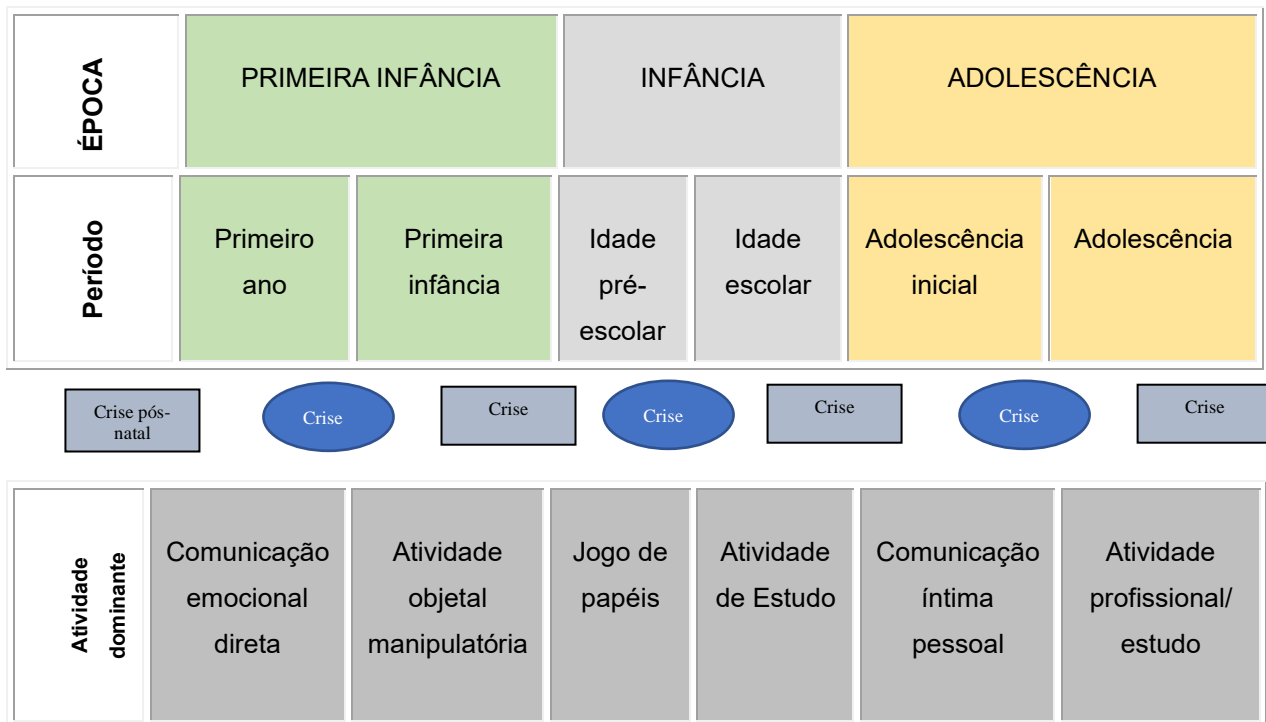 ÉPOCA
PRIMEIRA INFÂNCIA
INFÂNCIA
ADOLESCÊNCIA
Período
Primeiro
ano
Primeira
infância
Idade
pré-
escolar
Idade
escolar
Adolescência
inicial
Adolescência
Crise pós-
natal
Crise
Crise
Crise
Crise
Crise
Crise
Atividade
dominante
Comunicação
emocional
direta
Atividade
objetal
manipulatória
Jogo de
papéis
Atividade
de Estudo
Comunicação
íntima
pessoal
Atividade
profissional/
estudo